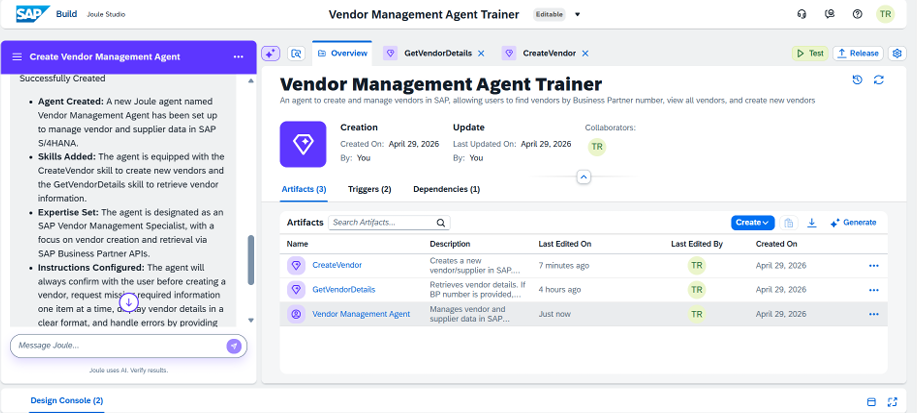 SAP Build Joule Studio
Vendor Management Agent Trainer Editable
TR
Create Vendor Management Agent
Successfully Created
• Agent Created: A new Joule agent named
Vendor Management Agent has been set
up to manage vendor and supplier data in SAP
S/4HANA.
• Skills Added: The agent is equipped with the
CreateVendor skill to create new vendors and
the GetVendorDetails skill to retrieve vendor
information.
• Expertise Set: The agent is designated as an
SAP Vendor Management Specialist, with a
focus on vendor creation and retrieval via
SAP Business Partner APIs.
• Instructions Configured: The agent will
always confirm with the user before creating a
vendor, request missing required information
one item at a time, display vendor details in a
clear format, and handle errors by providing
Message Joule...
Joule uses AI. Verify results.
Overview GetVendorDetails CreateVendor
Test Release
Vendor Management Agent Trainer
An agent to create and manage vendors in SAP, allowing users to find vendors by Business Partner number, view all vendors, and create new vendors
Creation Update Collaborators:
Created On: April 29, 2026 Last Updated On: April 29, 2026 TR
By: You By: You
Artifacts (3) Triggers (2) Dependencies (1)
Artifacts Search Artifacts... Create Generate
Name Description Last Edited On Last Edited By Created On
CreateVendor Creates a new vendor/supplier in SAP.... 7 minutes ago TR April 29, 2026
GetVendorDetails Retrieves vendor details. If BP number is provided,... 4 hours ago TR April 29, 2026
Vendor Management Agent Manages vendor and supplier data in SAP... Just now TR April 29, 2026
Design Console (2)